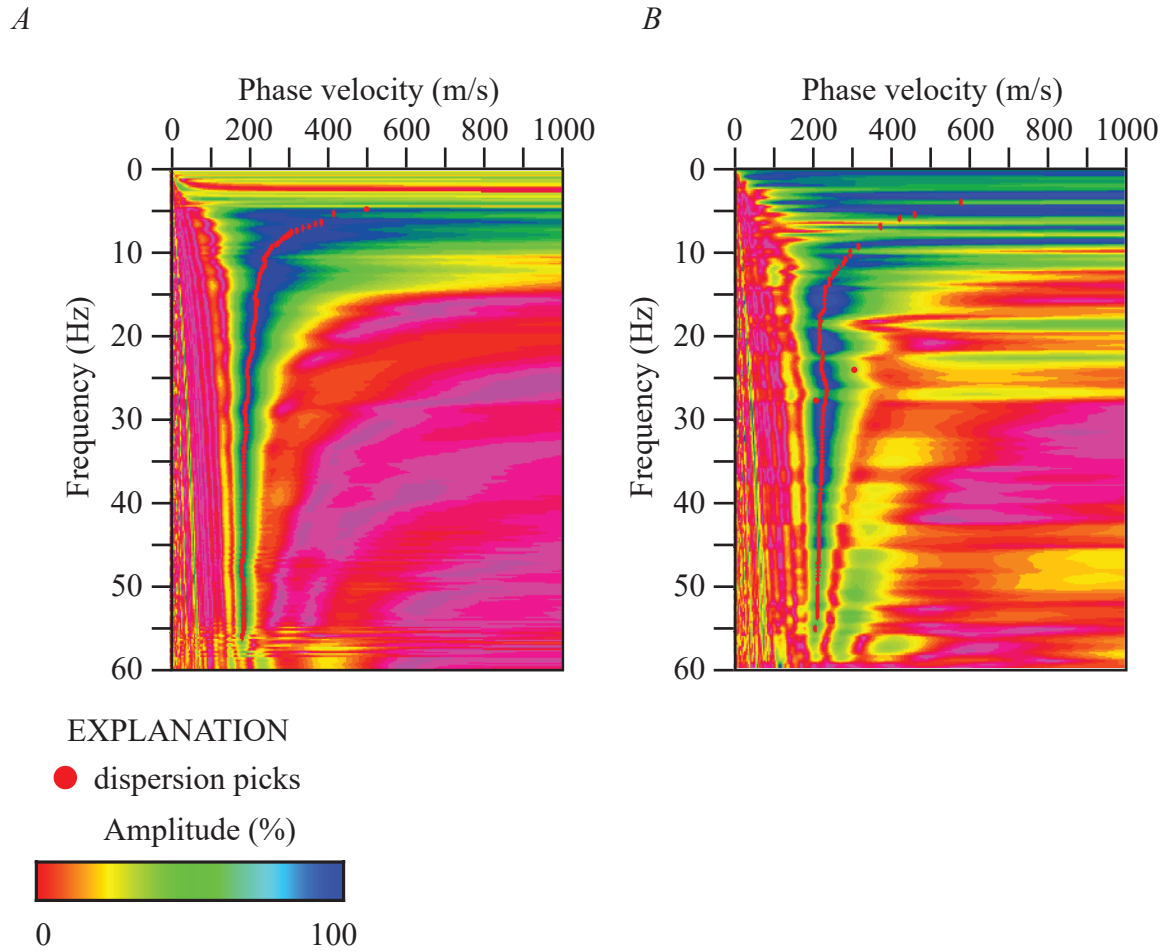 A
B
Phase velocity (m/s)
0 200 400 600 800 1000
Frequency (Hz)
0
10
20
30
40
50
60
Phase velocity (m/s)
0 200 400 600 800 1000
Frequency (Hz)
0
10
20
30
40
50
60
EXPLANATION
dispersion picks
Amplitude (%)
0 100